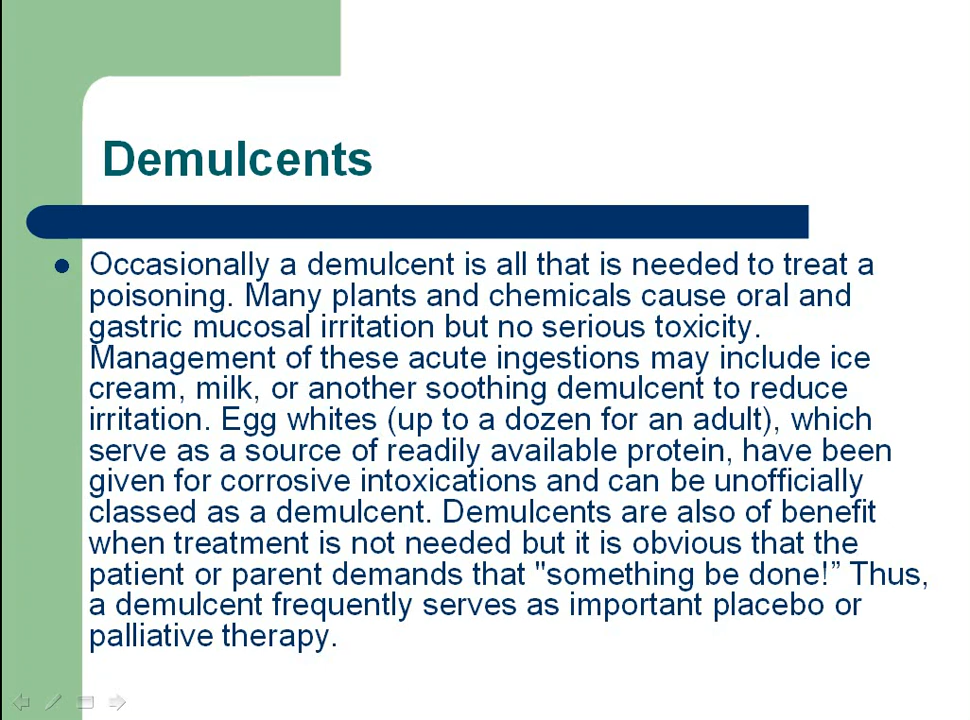 Demulcents
Occasionally a demulcent is all that is needed to treat a
poisoning. Many plants and chemicals cause oral and
gastric mucosal irritation but no serious toxicity.
Management of these acute ingestions may include ice
cream, milk, or another soothing demulcent to reduce
irritation. Egg whites (up to a dozen for an adult), which
serve as a source of readily available protein, have been
given for corrosive intoxications and can be unofficially
classed as a demulcent. Demulcents are also of benefit
when treatment is not needed but it is obvious that the
patient or parent demands that "something be done!” Thus,
a demulcent frequently serves as important placebo or
palliative therapy.